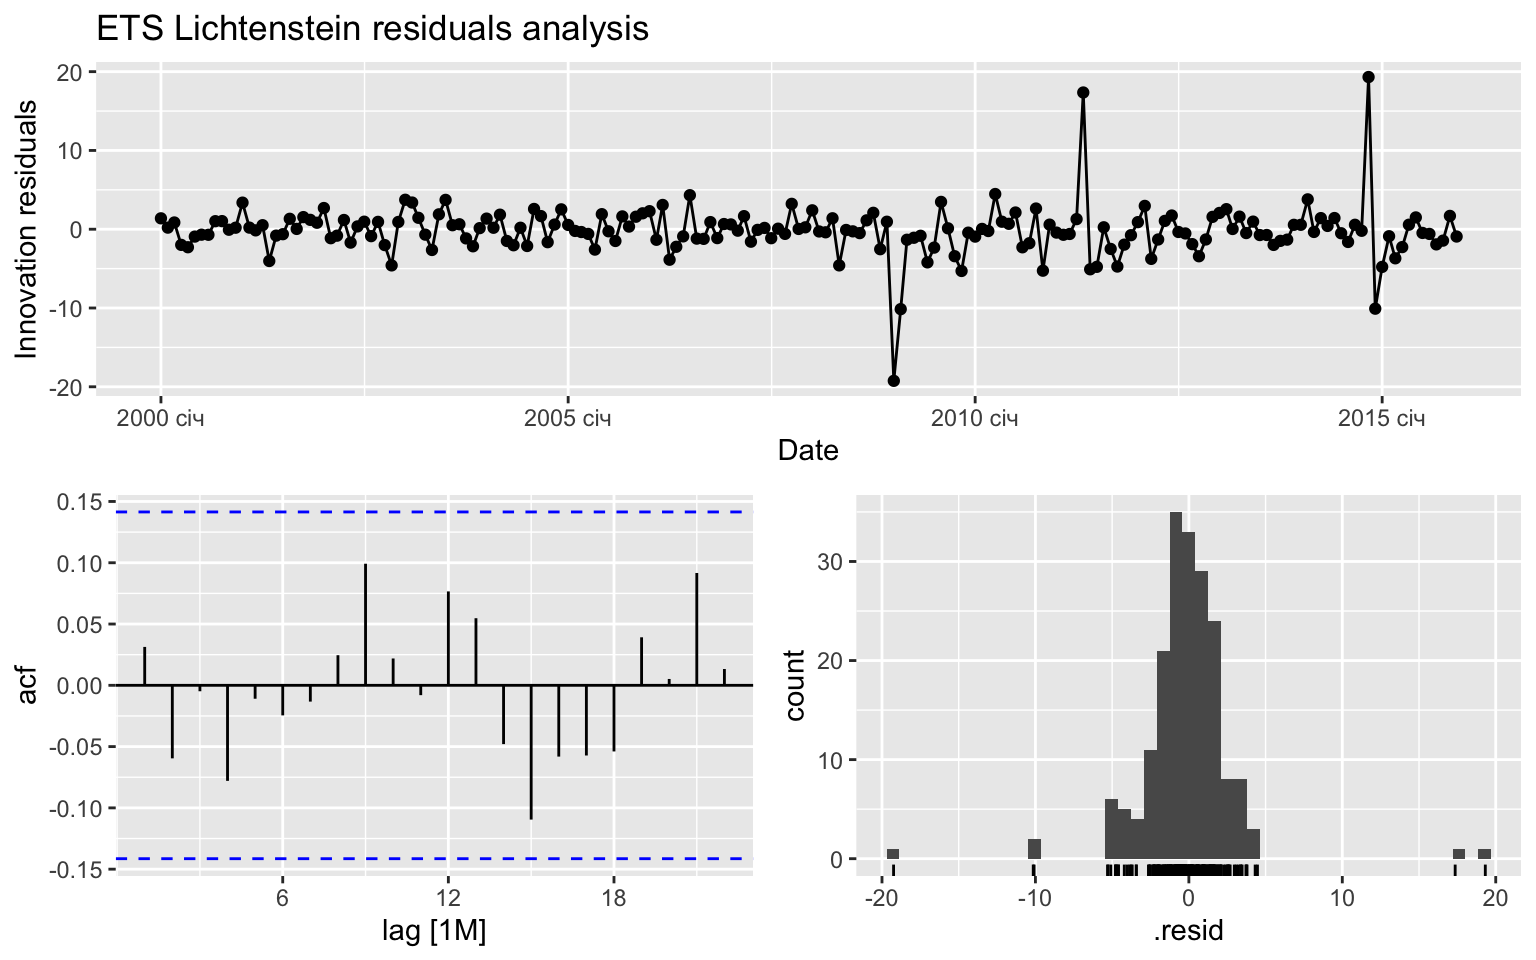 ETS Lichtenstein residuals analysis
Innovation residuals
20
10
0
-10
-20
2000 січ
2005 січ
2010 січ
2015 січ
Date
acf
0.15
0.10
0.05
0.00
-0.05
-0.10
-0.15
6
12
18
lag [1M]
count
30
20
10
0
-20
-10
0
10
20
.resid